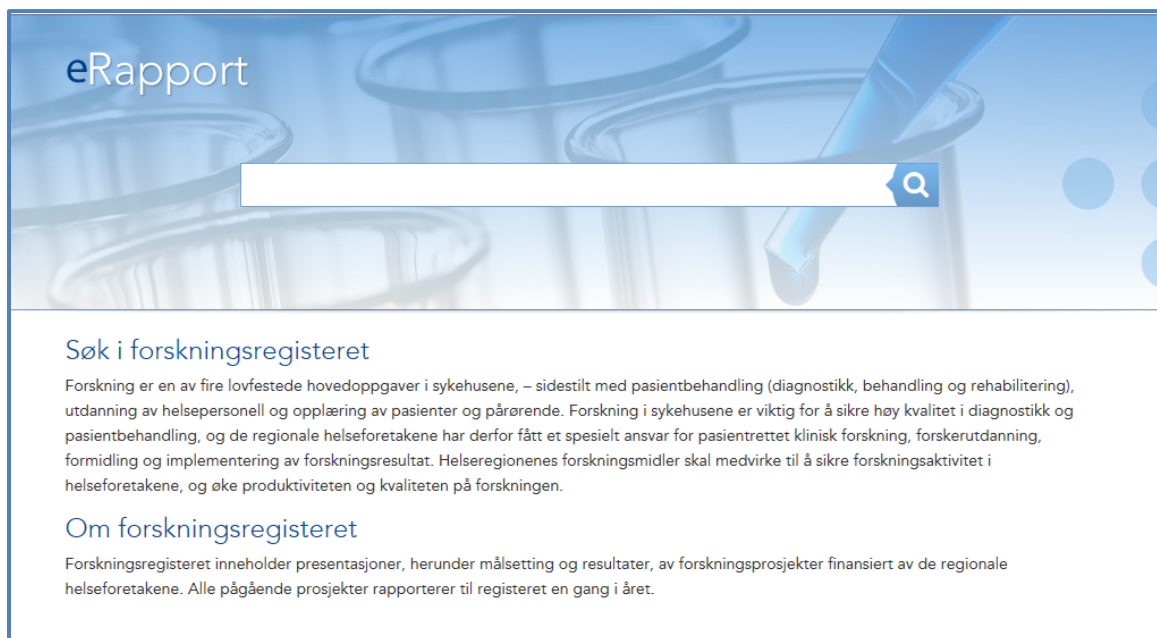 eRapport
Søk i forskningsregisteret
Forskning er en av fire lovfestede hovedoppgaver i sykehusene, – sidestilt med pasientbehandling (diagnostikk, behandling og rehabilitering),
utdanning av helsepersonell og opplæring av pasienter og pårørende. Forskning i sykehusene er viktig for å sikre høy kvalitet i diagnostikk og
pasientbehandling, og de regionale helseforetakene har derfor fått et spesielt ansvar for pasientrettet klinisk forskning, forskerutdanning,
formidling og implementering av forskningsresultat. Helseregionenes forskningsmidler skal medvirke til å sikre forskningsaktivitet i
helseforetakene, og øke produktiviteten og kvaliteten på forskningen.
Om forskningsregisteret
Forskningsregisteret inneholder presentasjoner, herunder målsetting og resultater, av forskningsprosjekter finansiert av de regionale
helseforetakene. Alle pågående prosjekter rapporterer til registeret en gang i året.